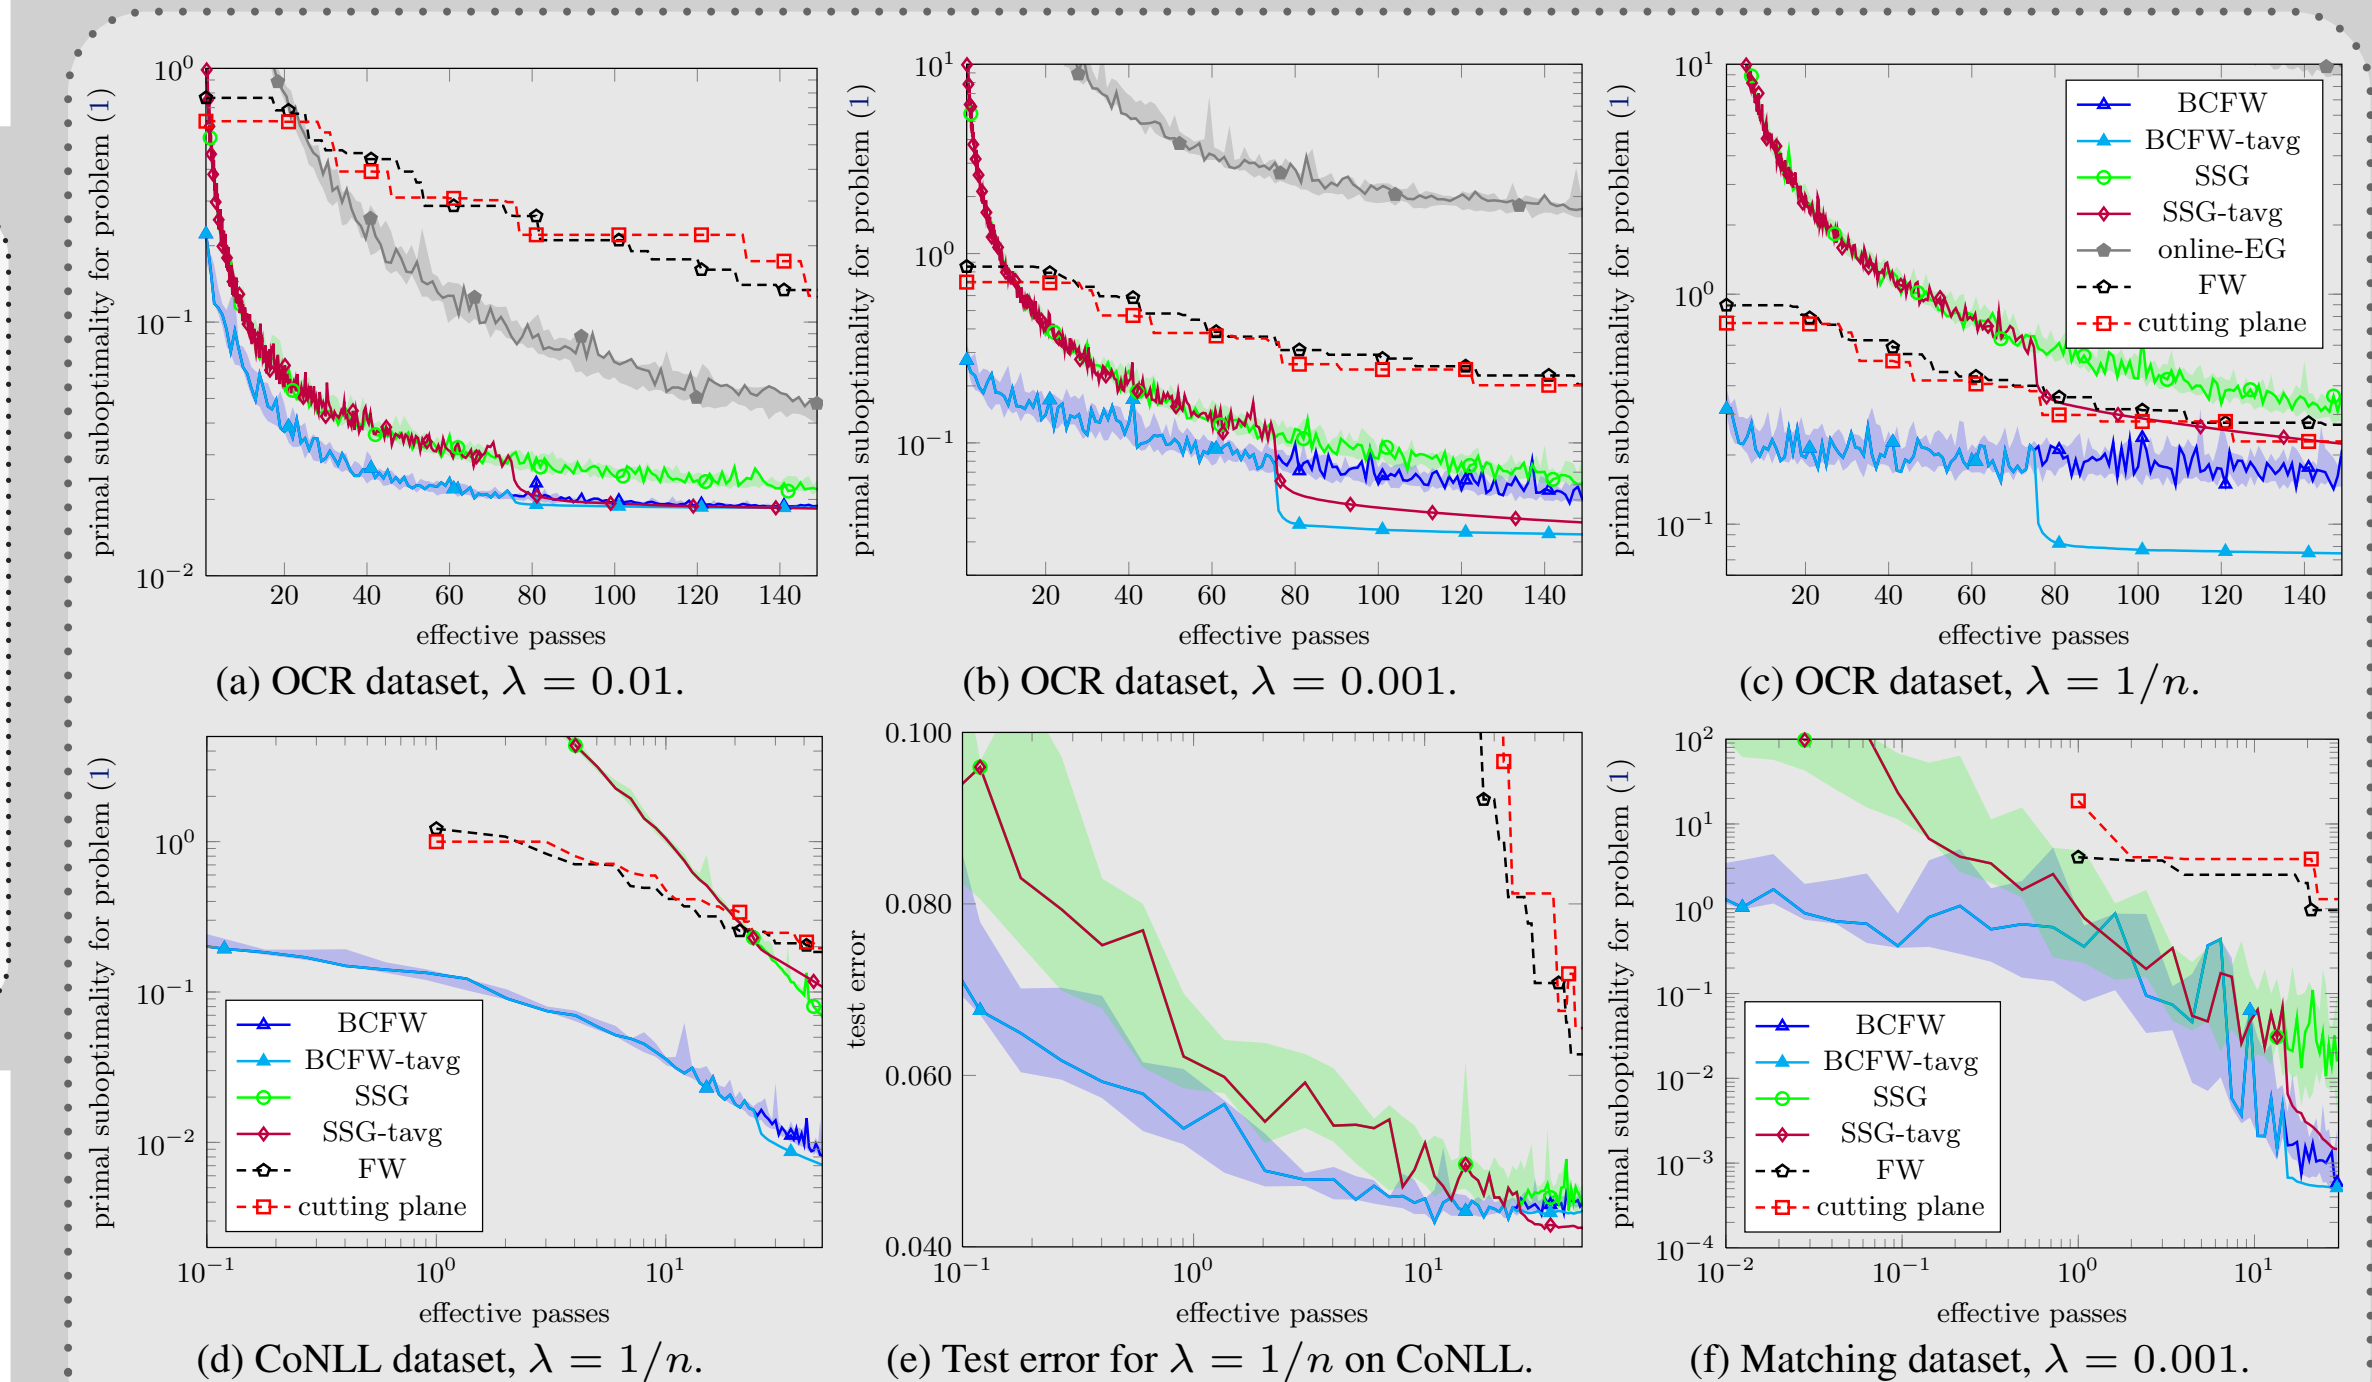 primal suboptimality for problem (1)
10^0
10^{-1}
10^{-2}
20 40 60 80 100 120 140
effective passes
(a) OCR dataset, λ = 0.01.
primal suboptimality for problem (1)
10^1
10^0
10^{-1}
20 40 60 80 100 120 140
effective passes
(b) OCR dataset, λ = 0.001.
primal suboptimality for problem (1)
10^1
10^0
10^{-1}
BCFW
BCFW-tavg
SSG
SSG-tavg
online-EG
FW
cutting plane
20 40 60 80 100 120 140
effective passes
(c) OCR dataset, λ = 1/n.
primal suboptimality for problem (1)
10^0
10^{-1}
10^{-2}
BCFW
BCFW-tavg
SSG
SSG-tavg
FW
cutting plane
10^{-1} 10^0 10^1
effective passes
(d) CoNLL dataset, λ = 1/n.
test error
0.100
0.080
0.060
0.040
10^{-1} 10^0 10^1
effective passes
(e) Test error for λ = 1/n on CoNLL.
primal suboptimality for problem (1)
10^2
10^1
10^0
10^{-1}
10^{-2}
10^{-3}
10^{-4}
BCFW
BCFW-tavg
SSG
SSG-tavg
FW
cutting plane
10^{-2} 10^{-1} 10^0 10^1
effective passes
(f) Matching dataset, λ = 0.001.